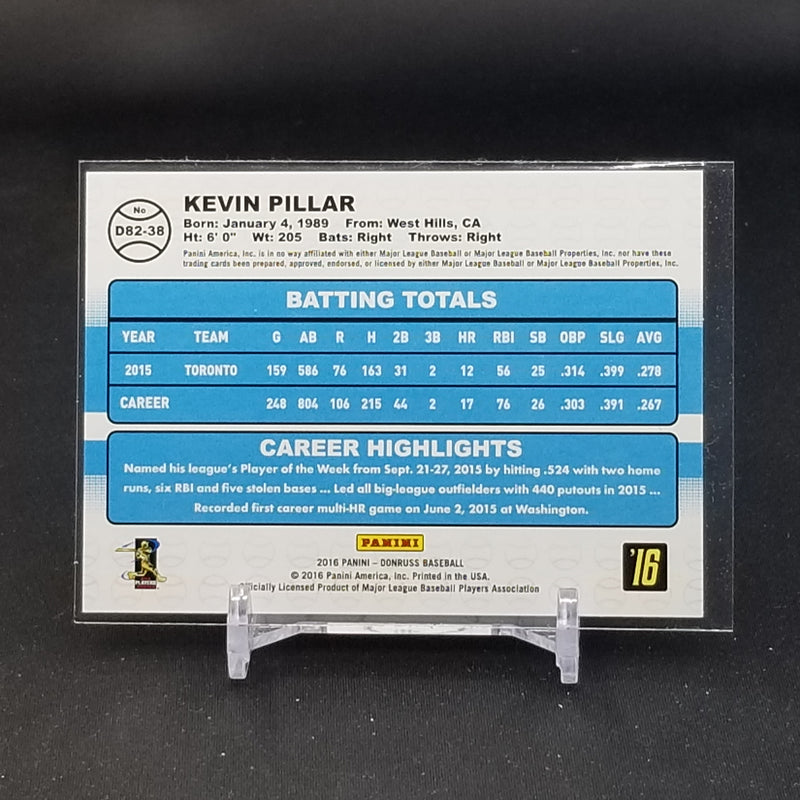 No
D82-38
KEVIN PILLAR
Born: January 4, 1989 From: West Hills, CA
Ht: 6' 0" Wt: 205 Bats: Right Throws: Right
Panini America, Inc. is in no way affiliated with either Major League Baseball or Major League Baseball Properties, Inc. nor have these
trading cards been prepared, approved, endorsed, or licensed by either Major League Baseball or Major League Baseball Properties, Inc.
BATTING TOTALS
YEAR TEAM G AB R H 2B 3B HR RBI SB OBP SLG AVG
2015 TORONTO 159 586 76 163 31 2 12 56 25 .314 .399 .278
CAREER 248 804 106 215 44 2 17 76 26 .303 .391 .267
CAREER HIGHLIGHTS
Named his league's Player of the Week from Sept. 21-27, 2015 by hitting .524 with two home
runs, six RBI and five stolen bases ... Led all big-league outfielders with 440 putouts in 2015 ...
Recorded first career multi-HR game on June 2, 2015 at Washington.
PANINI
2016 PANINI – DONRUSS BASEBALL
© 2016 Panini America, Inc. Printed in the USA.
Officially Licensed Product of Major League Baseball Players Association
PLAYERS
'16